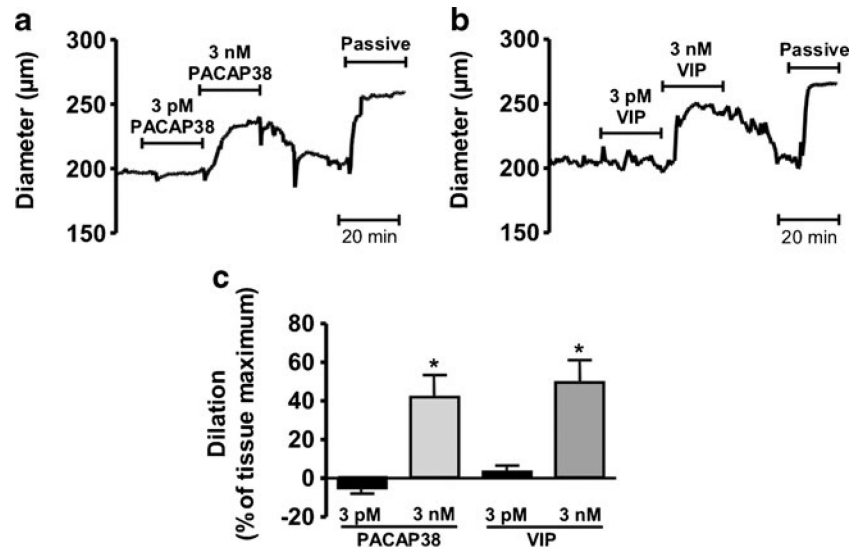 a
300
250
200
150
Diameter (µm)
3 pM
PACAP38
3 nM
PACAP38
Passive
20 min
b
300
250
200
150
Diameter (µm)
3 pM
VIP
3 nM
VIP
Passive
20 min
c
80
60
40
20
0
-20
Dilation
(% of tissue maximum)
*
*
3 pM 3 nM 3 pM 3 nM
PACAP38 VIP